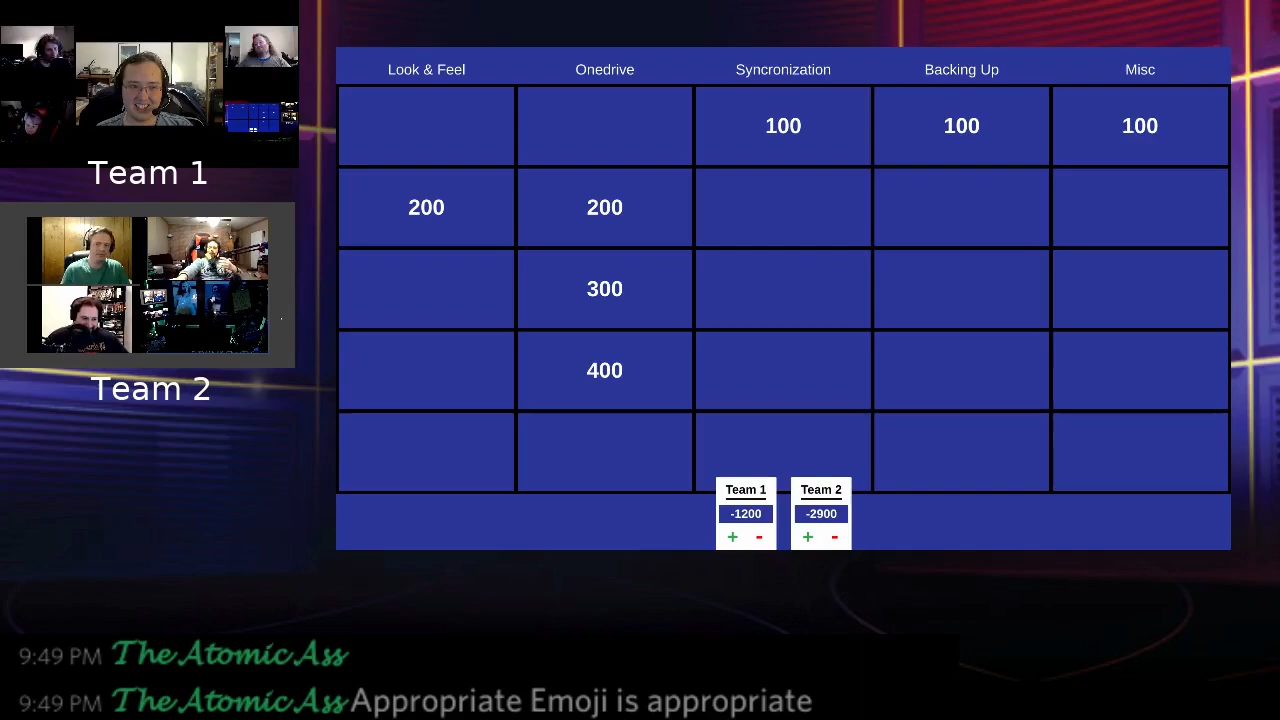 Team 1
Team 2
Look & Feel Onedrive Syncronization Backing Up Misc
100 100 100
200 200
300
400
Team 1 Team 2
-1200 -2900
+ - + -
9:49 PM The Atomic Ass
9:49 PM The Atomic Ass Appropriate Emoji is appropriate